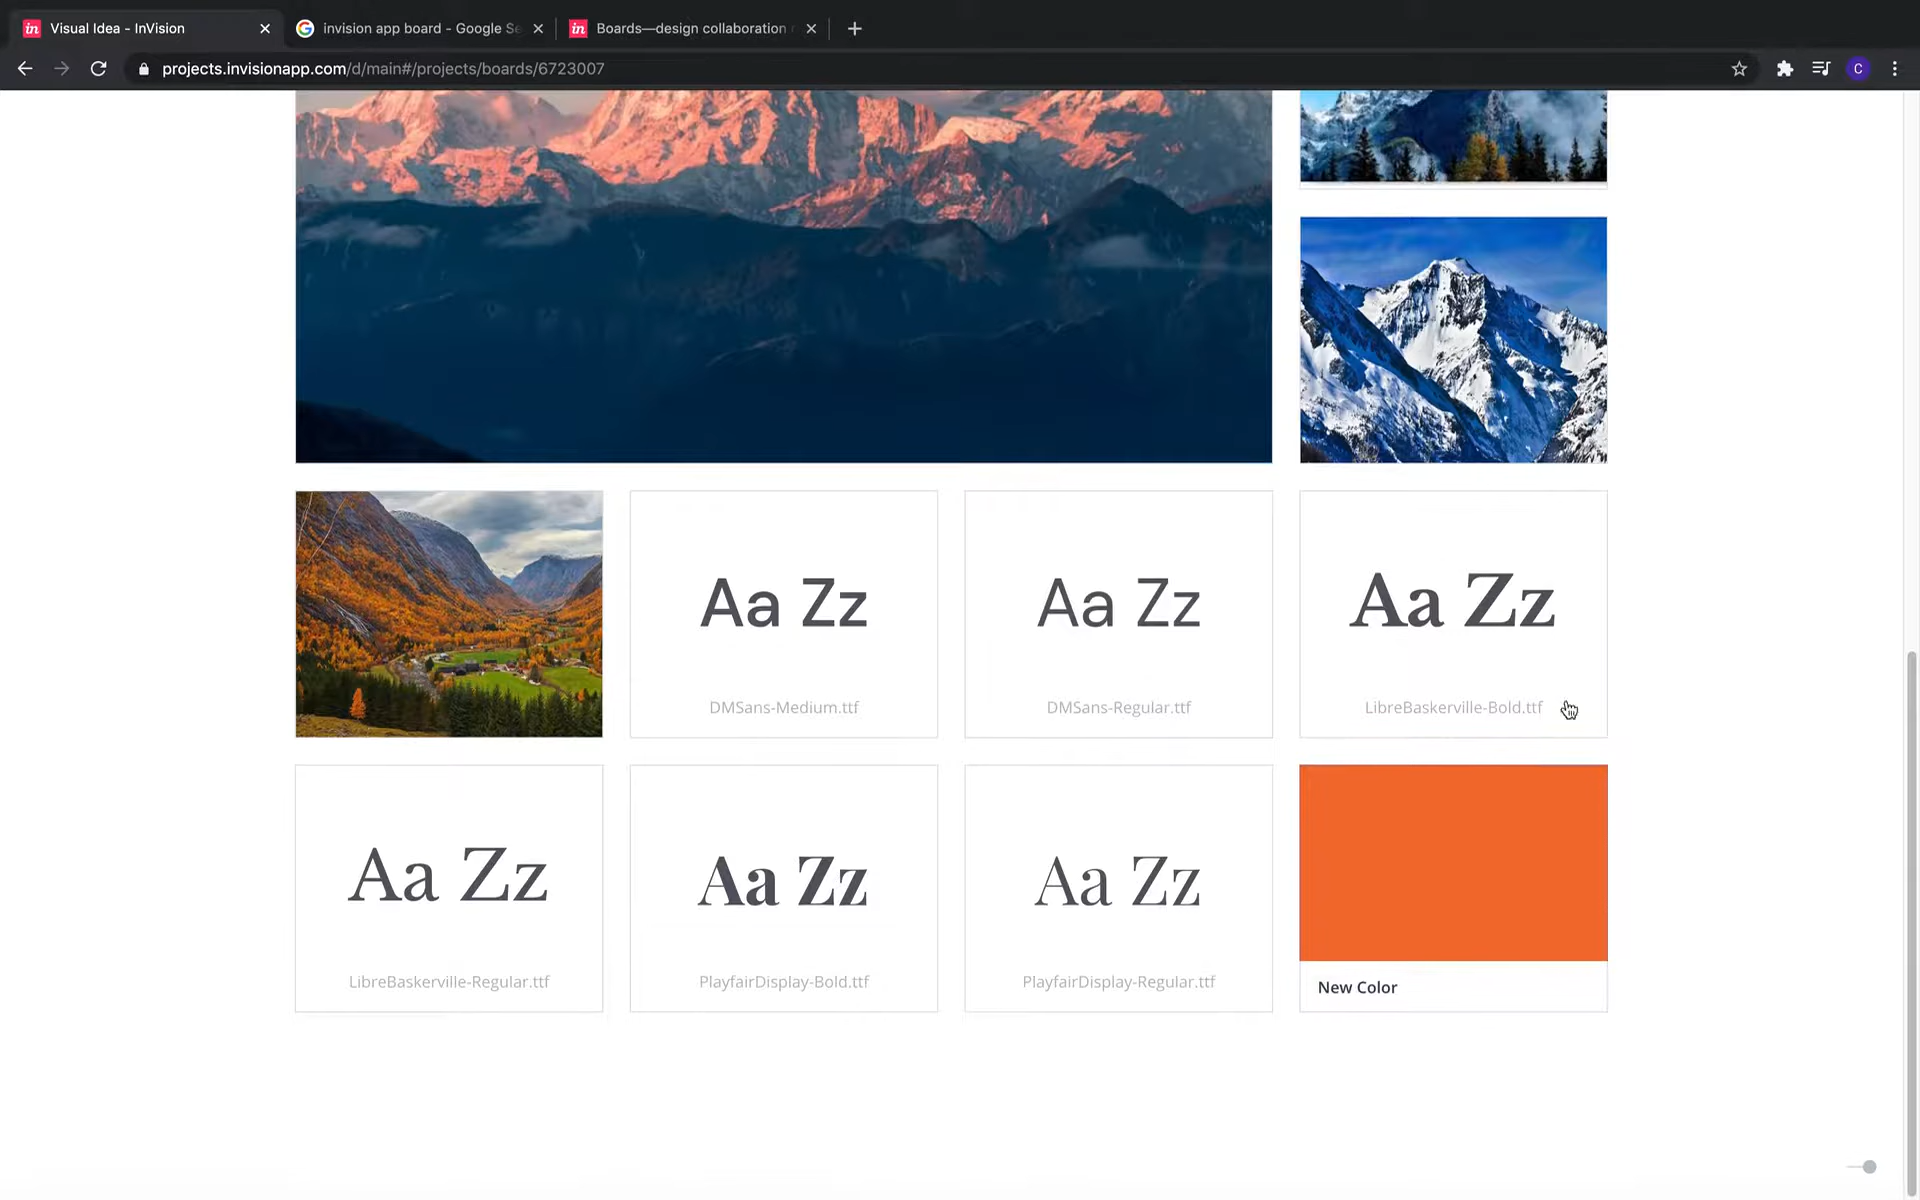 in Visual Idea - InVision
invision app board - Google Se
in Boards—design collaboration
projects.invisionapp.com/d/main#/projects/boards/6723007
C
Aa Zz
DMSans-Medium.ttf
Aa Zz
DMSans-Regular.ttf
Aa Zz
LibreBaskerville-Bold.ttf
Aa Zz
LibreBaskerville-Regular.ttf
Aa Zz
PlayfairDisplay-Bold.ttf
Aa Zz
PlayfairDisplay-Regular.ttf
New Color